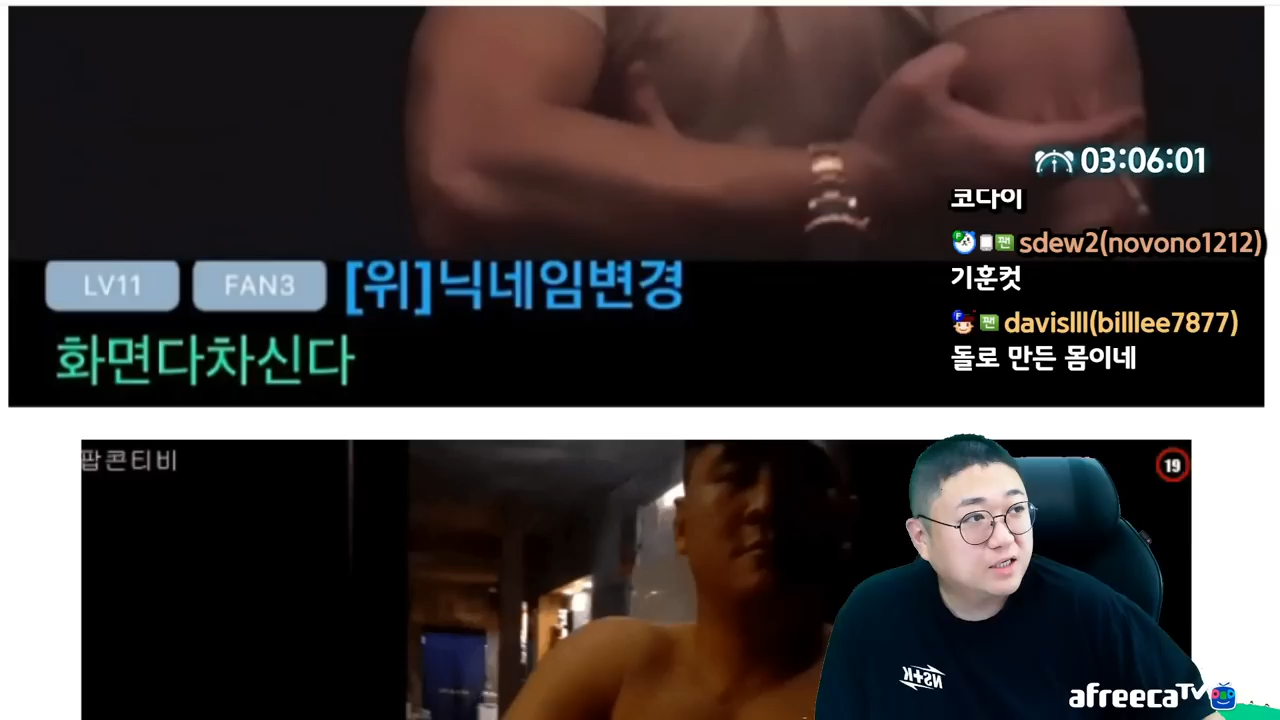 03:06:01
코다이
sdew2(novono1212)
기훈컷
davislll(billlee7877)
돌로 만든 몸이네
LV11 FAN3 [위]닉네임변경
화면다차신다
팝콘티비
19
NS+K
afreecaTV